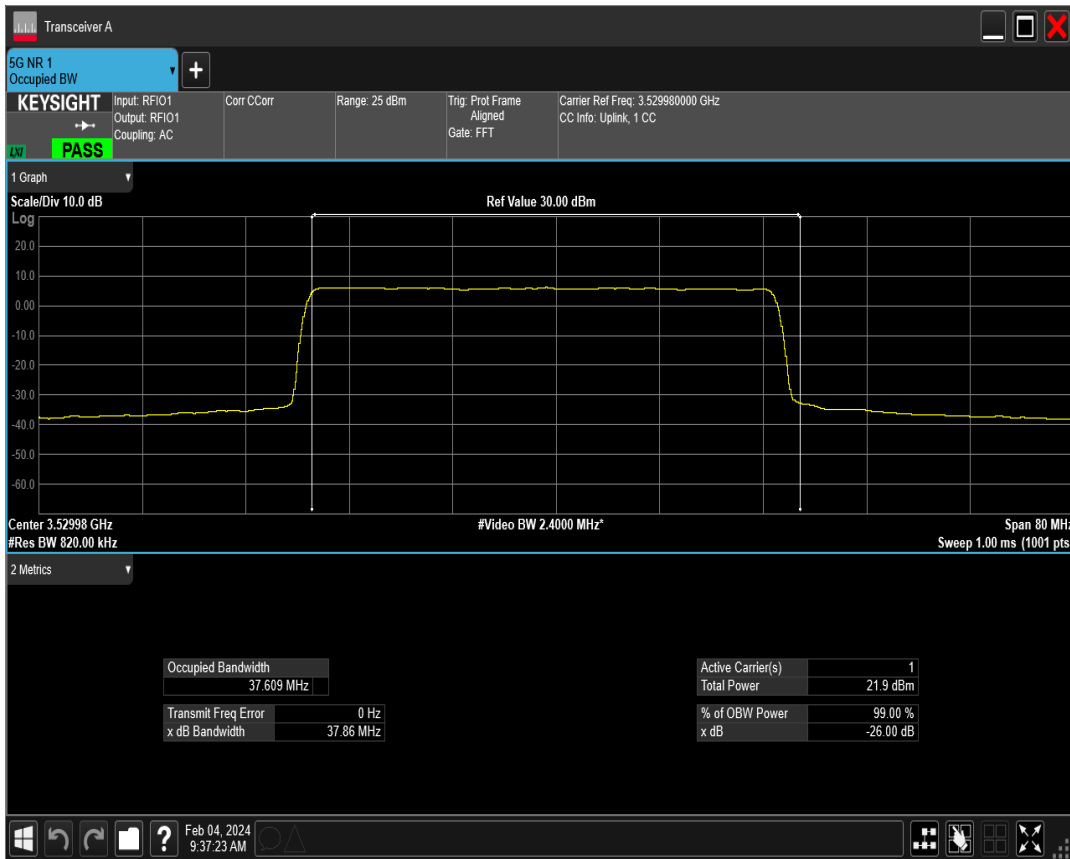 Transceiver A
5G NR 1
Occupied BW
+
KEYSIGHT
LXI
PASS
Input: RFIO1
Output: RFIO1
Coupling: AC
Corr CCorr
Range: 25 dBm
Trig: Prot Frame
Aligned
Gate: FFT
Carrier Ref Freq: 3.529980000 GHz
CC Info: Uplink, 1 CC
1 Graph
Scale/Div 10.0 dB
Ref Value 30.00 dBm
Log
20.0
10.0
0.00
-10.0
-20.0
-30.0
-40.0
-50.0
-60.0
Center 3.52998 GHz
#Video BW 2.4000 MHz*
Span 80 MHz
#Res BW 820.00 kHz
Sweep 1.00 ms (1001 pts
2 Metrics
Occupied Bandwidth
37.609 MHz
Transmit Freq Error 0 Hz
x dB Bandwidth 37.86 MHz
Active Carrier(s) 1
Total Power 21.9 dBm
% of OBW Power 99.00 %
x dB -26.00 dB
?
Feb 04, 2024
9:37:23 AM